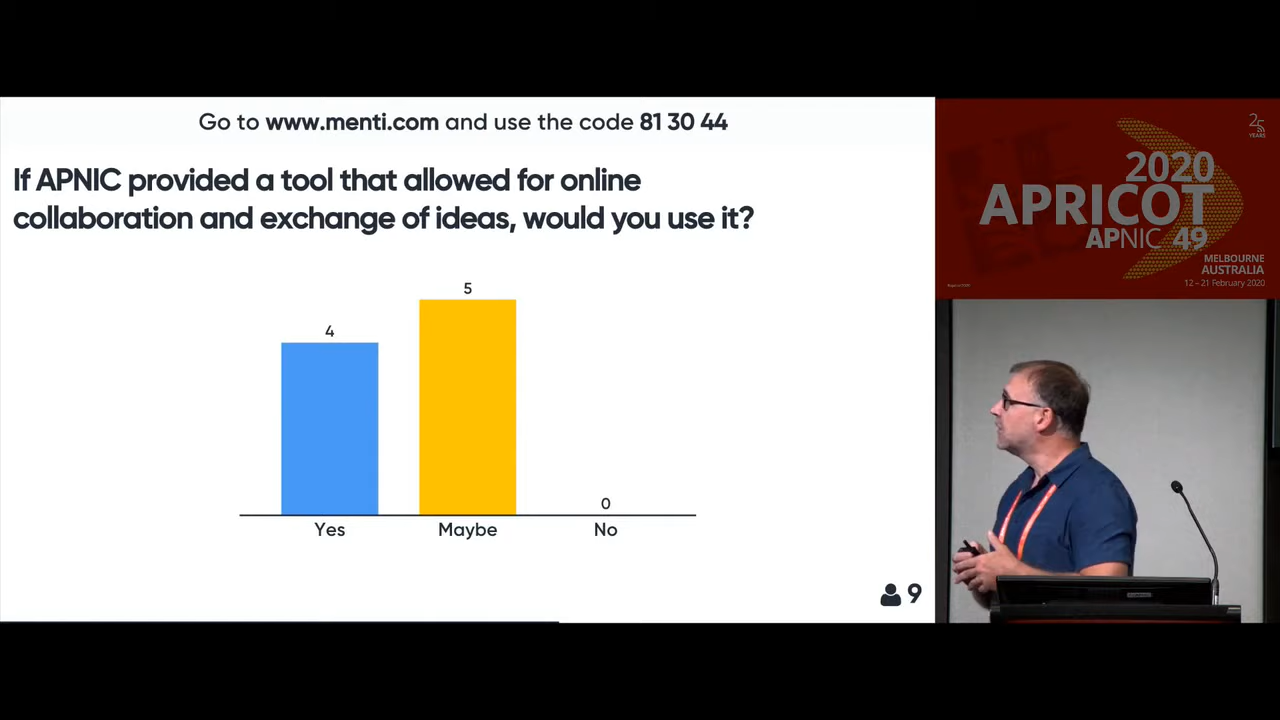 Go to www.menti.com and use the code 81 30 44
If APNIC provided a tool that allowed for online
collaboration and exchange of ideas, would you use it?
4
5
0
Yes
Maybe
No
9
25
YEARS
2020
APRICOT
APNIC 49
MELBOURNE
AUSTRALIA
12 – 21 February 2020